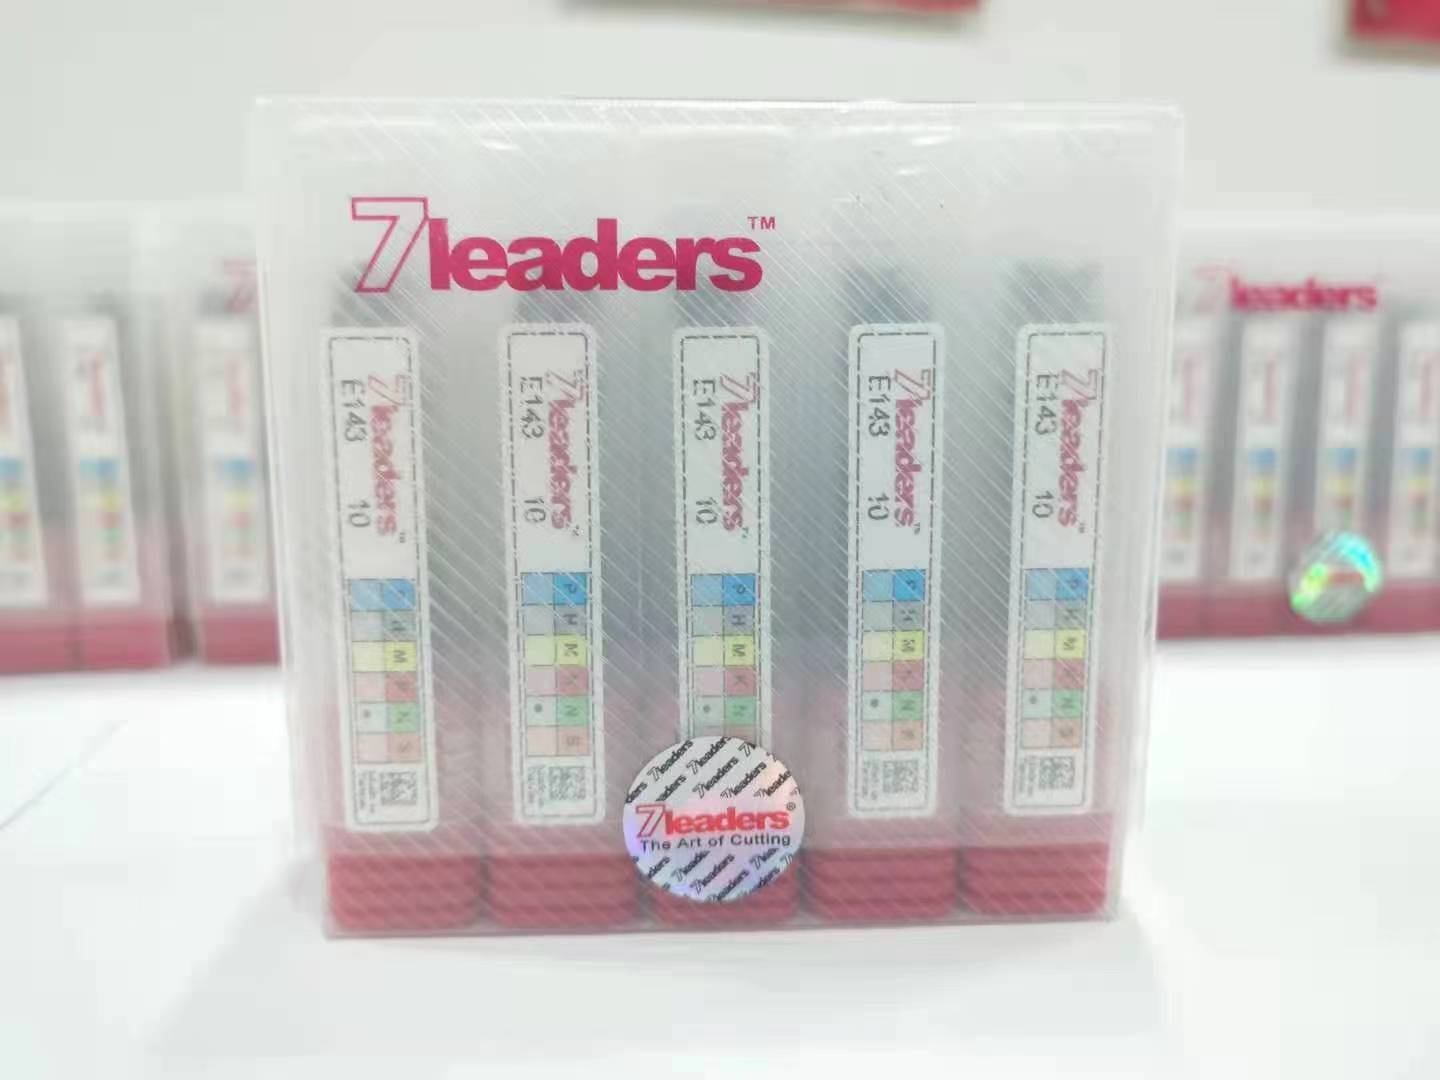 7leaders™
7leaders™
E143 10
P
H
M
K
N
S
7leaders™
E143 10
P
H
M
K
N
S
7leaders™
E143 10
P
H
M
K
N
7leaders™
E143 10
P
H
M
K
N
S
7leaders™
E143 10
P
H
M
K
N
S
7leaders®
The Art of Cutting
7leaders